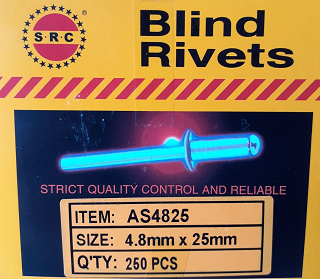 S·R·C
Blind
Rivets
STRICT QUALITY CONTROL AND RELIABLE
ITEM: AS4825
SIZE: 4.8mm x 25mm
Q'TY: 250 PCS